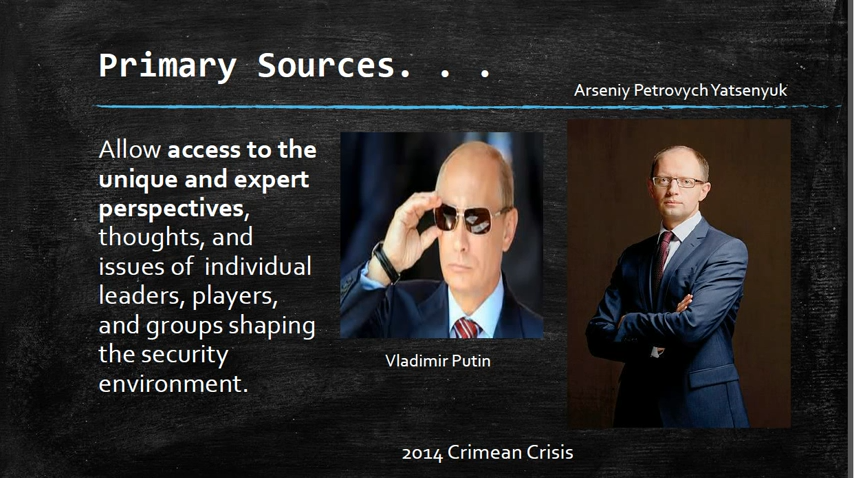 Primary Sources. . .
Arseniy Petrovych Yatsenyuk
Allow access to the
unique and expert
perspectives,
thoughts, and
issues of individual
leaders, players,
and groups shaping
the security
environment.
Vladimir Putin
2014 Crimean Crisis